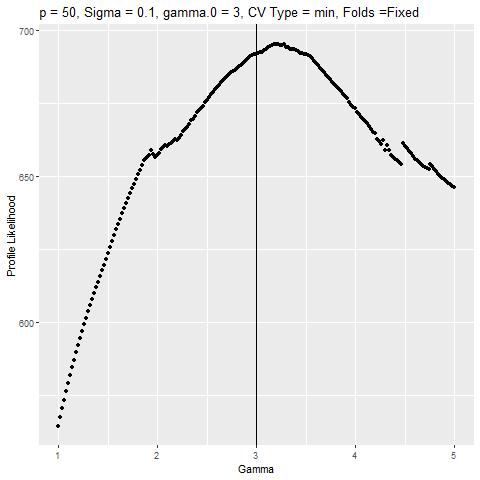 p = 50, Sigma = 0.1, gamma.0 = 3, CV Type = min, Folds =Fixed
700
650
600
Profile Likelihood
1 2 3 4 5
Gamma